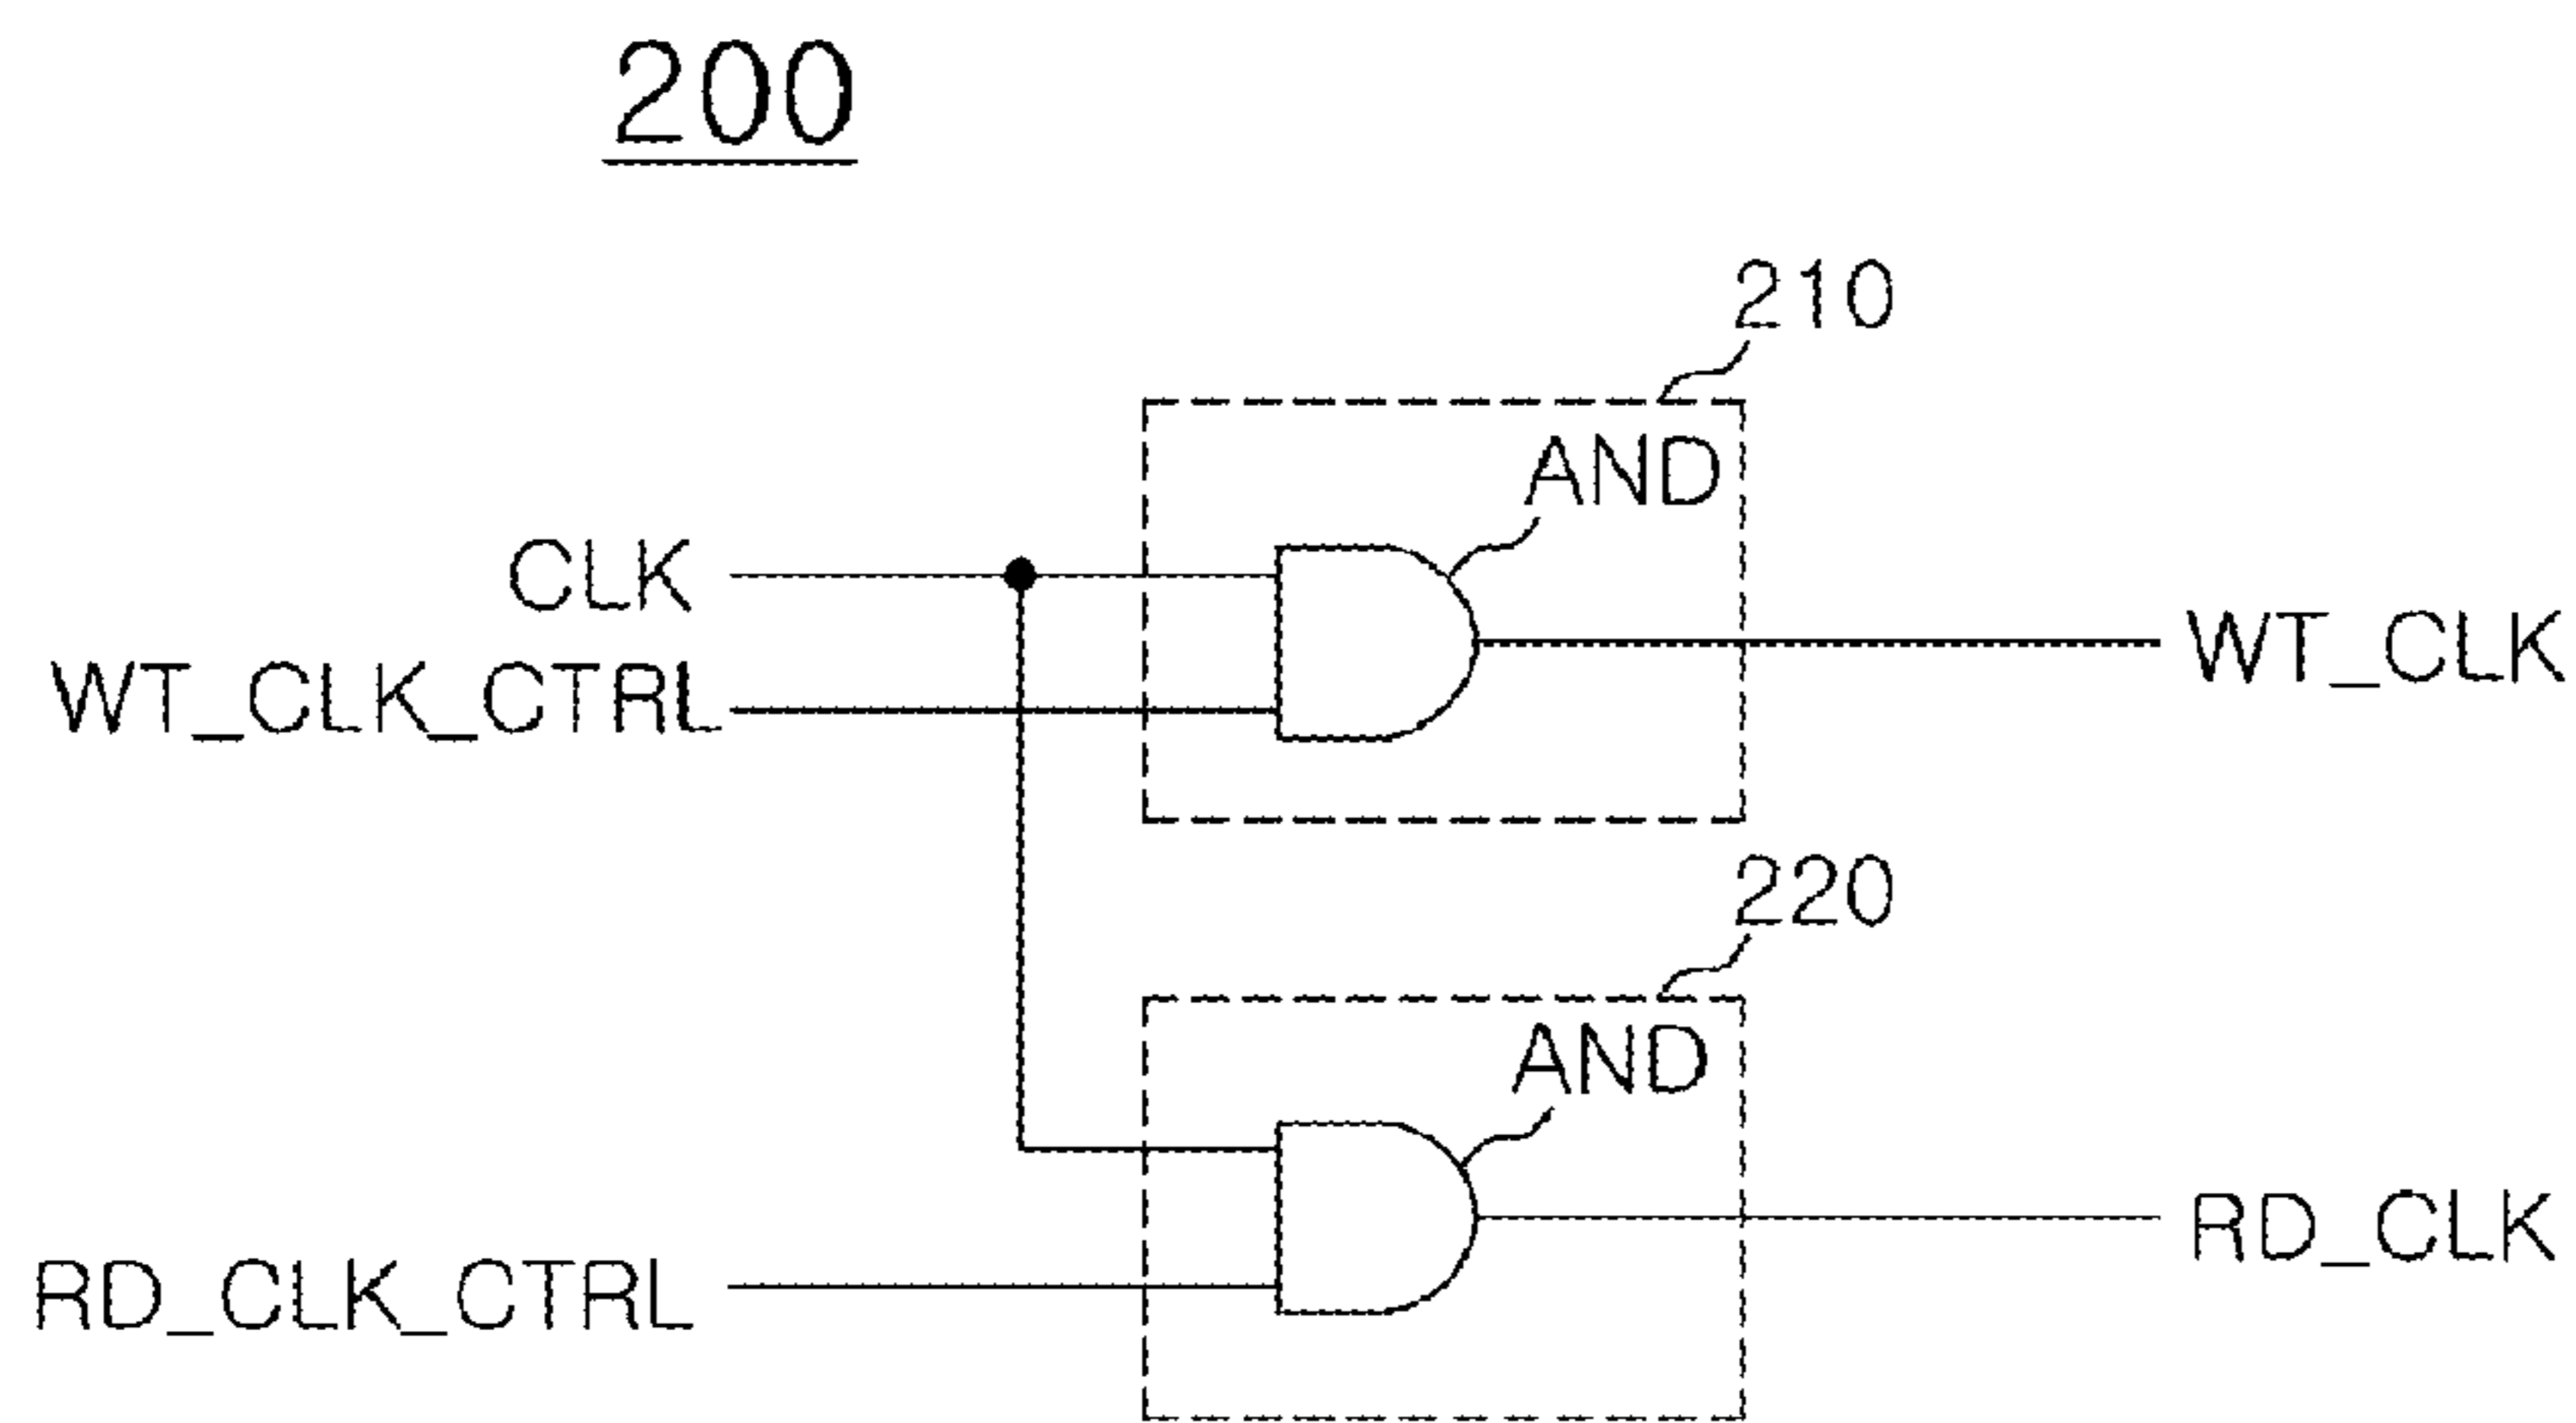 200
210
AND
CLK
WT_CLK_CTRL
WT_CLK
220
AND
RD_CLK_CTRL
RD_CLK